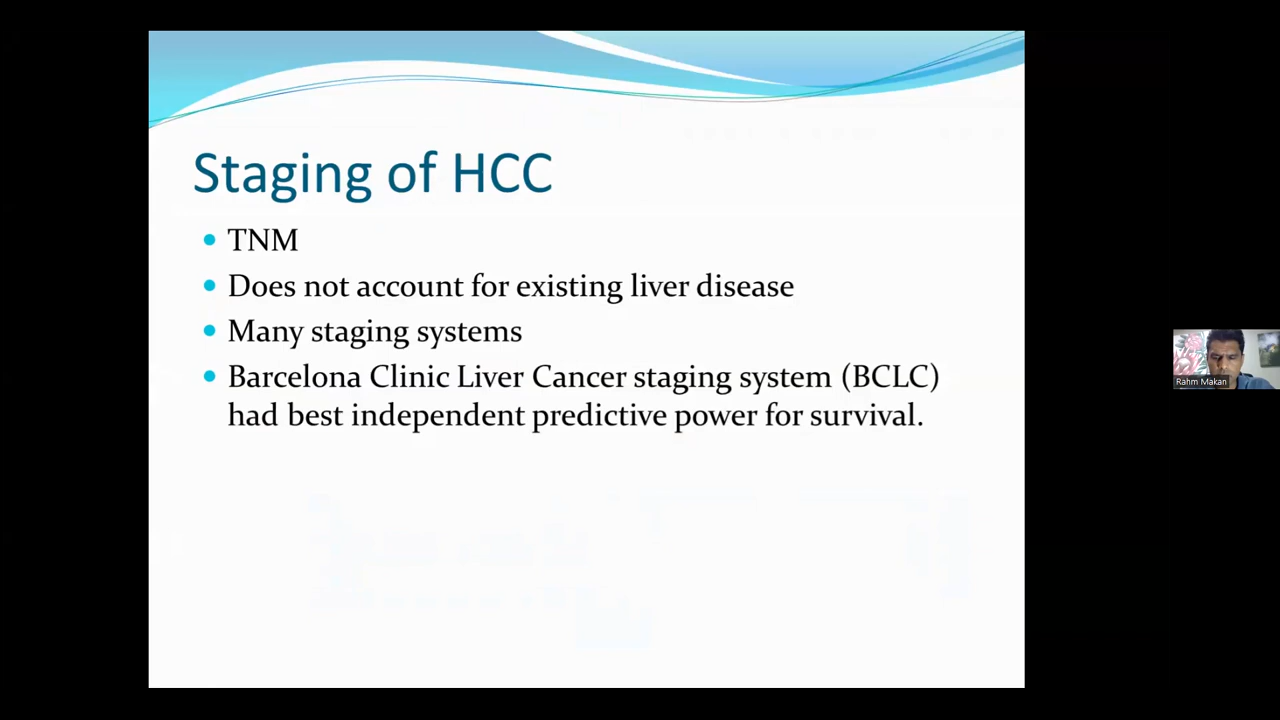 Staging of HCC
TNM
Does not account for existing liver disease
Many staging systems
Barcelona Clinic Liver Cancer staging system (BCLC)
had best independent predictive power for survival.
Rahm Makan